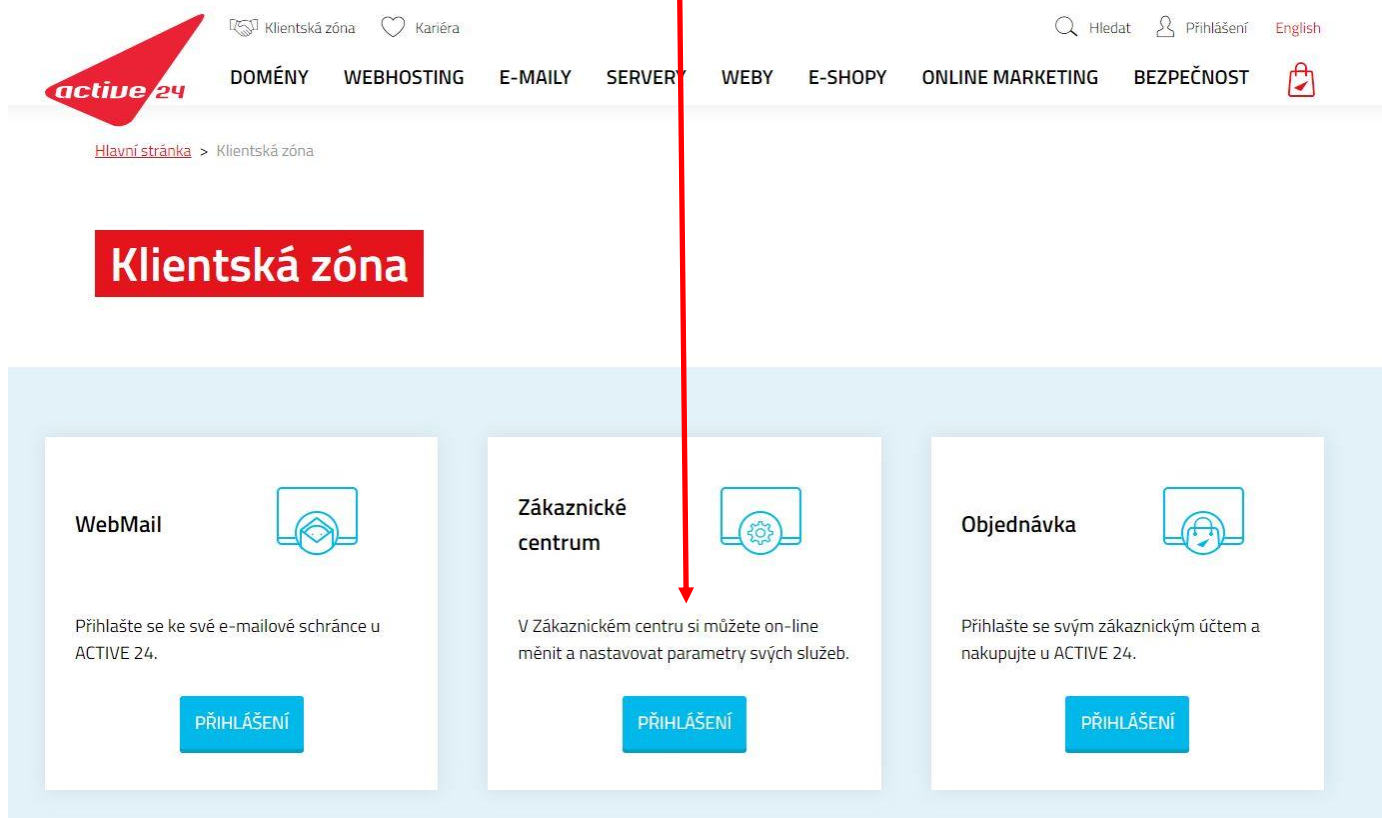 Klientská zóna Kariéra Hledat Přihlášení English
active 24 DOMÉNY WEBHOSTING E-MAILY SERVERY WEBY E-SHOPY ONLINE MARKETING BEZPEČNOST
Hlavní stránka > Klientská zóna
Klientská zóna
WebMail
Přihlašte se ke své e-mailové schránce u
ACTIVE 24.
PŘIHLÁŠENÍ
Zákaznické
centrum
V Zákaznickém centru si můžete on-line
měnit a nastavovat parametry svých služeb.
PŘIHLÁŠENÍ
Objednávka
Přihlašte se svým zákaznickým účtem a
nakupujte u ACTIVE 24.
PŘIHLÁŠENÍ